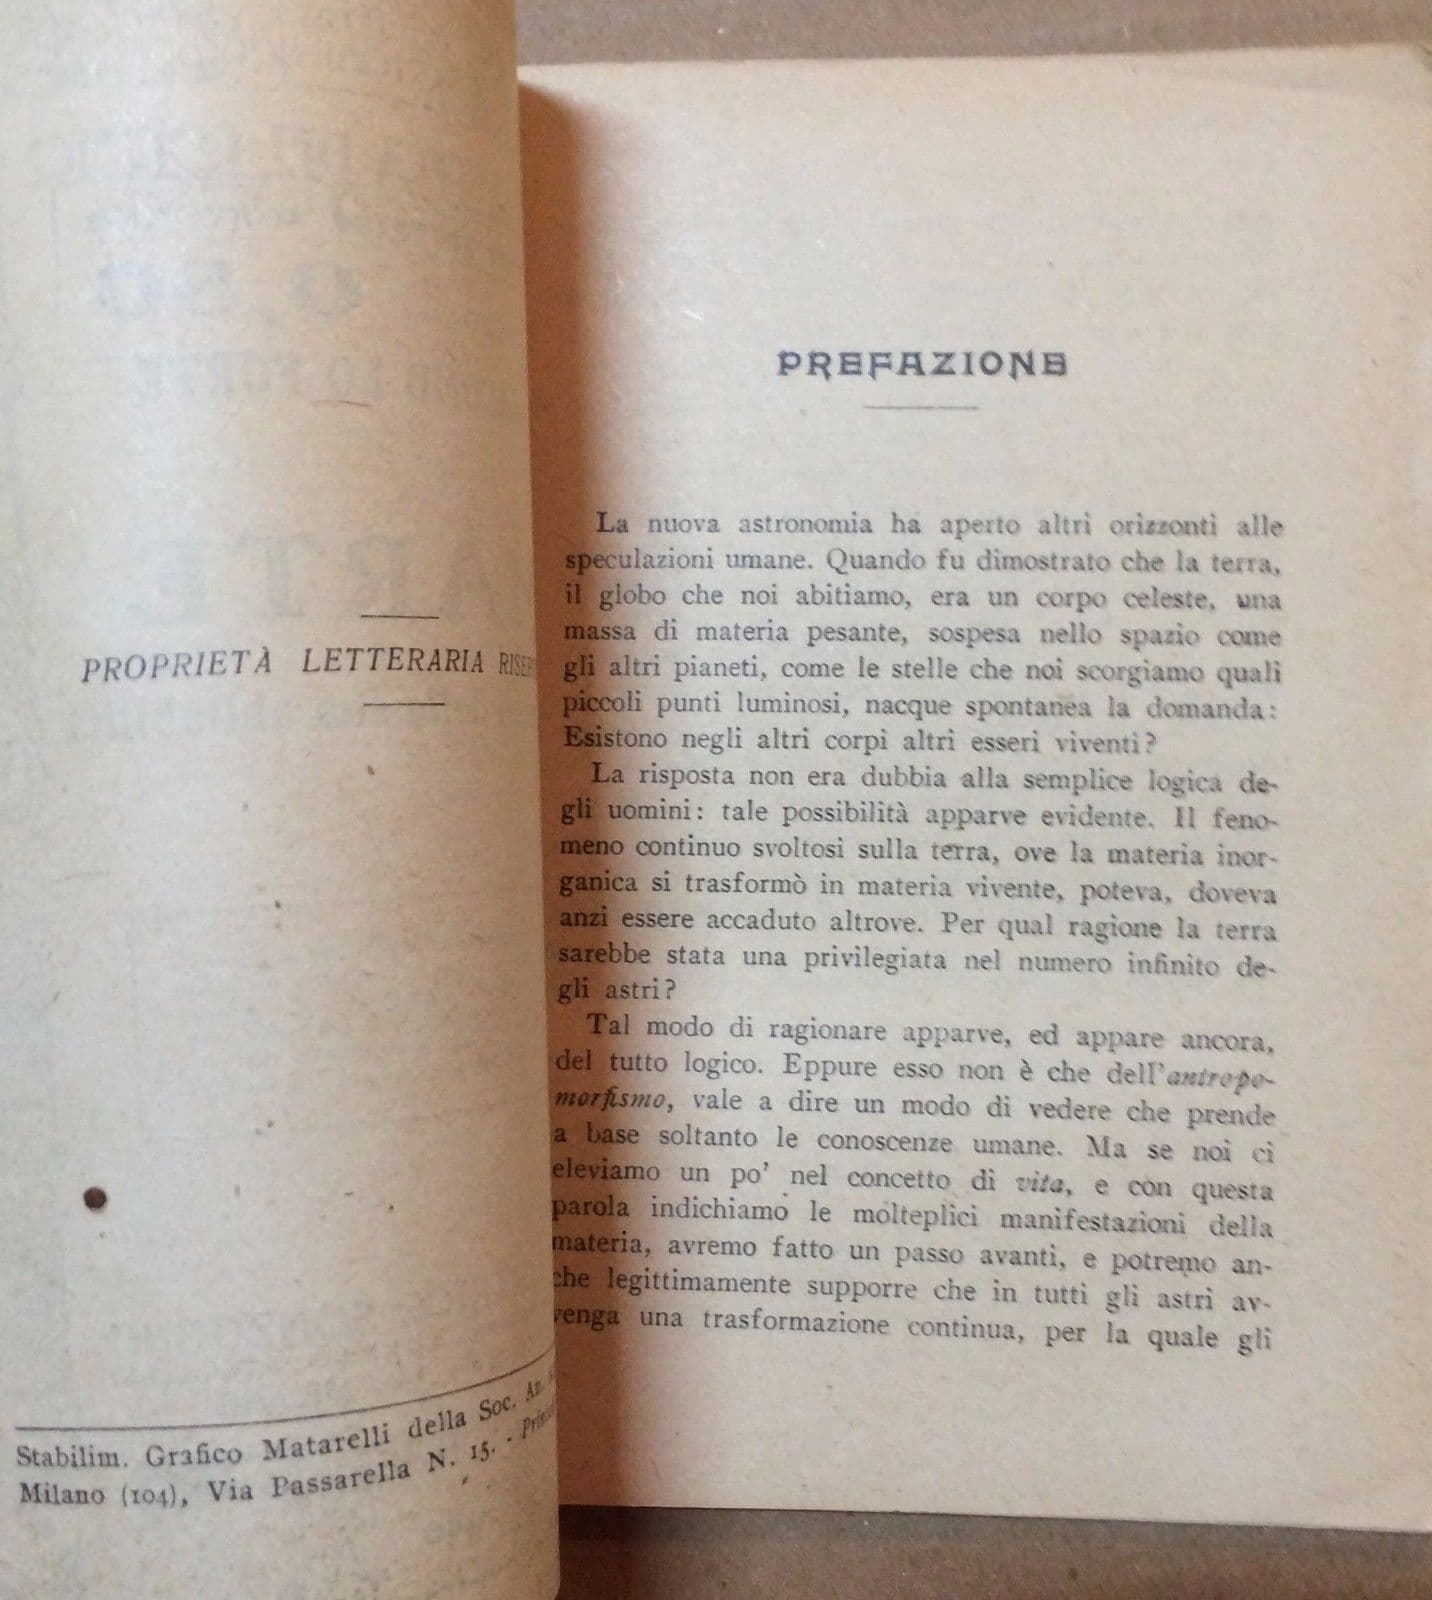 PROPRIETÀ LETTERARIA
Stabilim. Grafico Matarelli della Soc. An.
Milano (104), Via Passarella N. 15. -
PREFAZIONE
La nuova astronomia ha aperto altri orizzonti alle
speculazioni umane. Quando fu dimostrato che la terra,
il globo che noi abitiamo, era un corpo celeste, una
massa di materia pesante, sospesa nello spazio come
gli altri pianeti, come le stelle che noi scorgiamo quali
piccoli punti luminosi, nacque spontanea la domanda:
Esistono negli altri corpi altri esseri viventi?
La risposta non era dubbia alla semplice logica de-
gli uomini: tale possibilità apparve evidente. Il feno-
meno continuo svoltosi sulla terra, ove la materia inor-
ganica si trasformò in materia vivente, poteva, doveva
anzi essere accaduto altrove. Per qual ragione la terra
sarebbe stata una privilegiata nel numero infinito de-
gli astri?
Tal modo di ragionare apparve, ed appare ancora,
del tutto logico. Eppure esso non è che dell'antropo-
morfismo, vale a dire un modo di vedere che prende
a base soltanto le conoscenze umane. Ma se noi ci
eleviamo un po' nel concetto di vita, e con questa
parola indichiamo le molteplici manifestazioni della
materia, avremo fatto un passo avanti, e potremo an-
che legittimamente supporre che in tutti gli astri av-
venga una trasformazione continua, per la quale gli